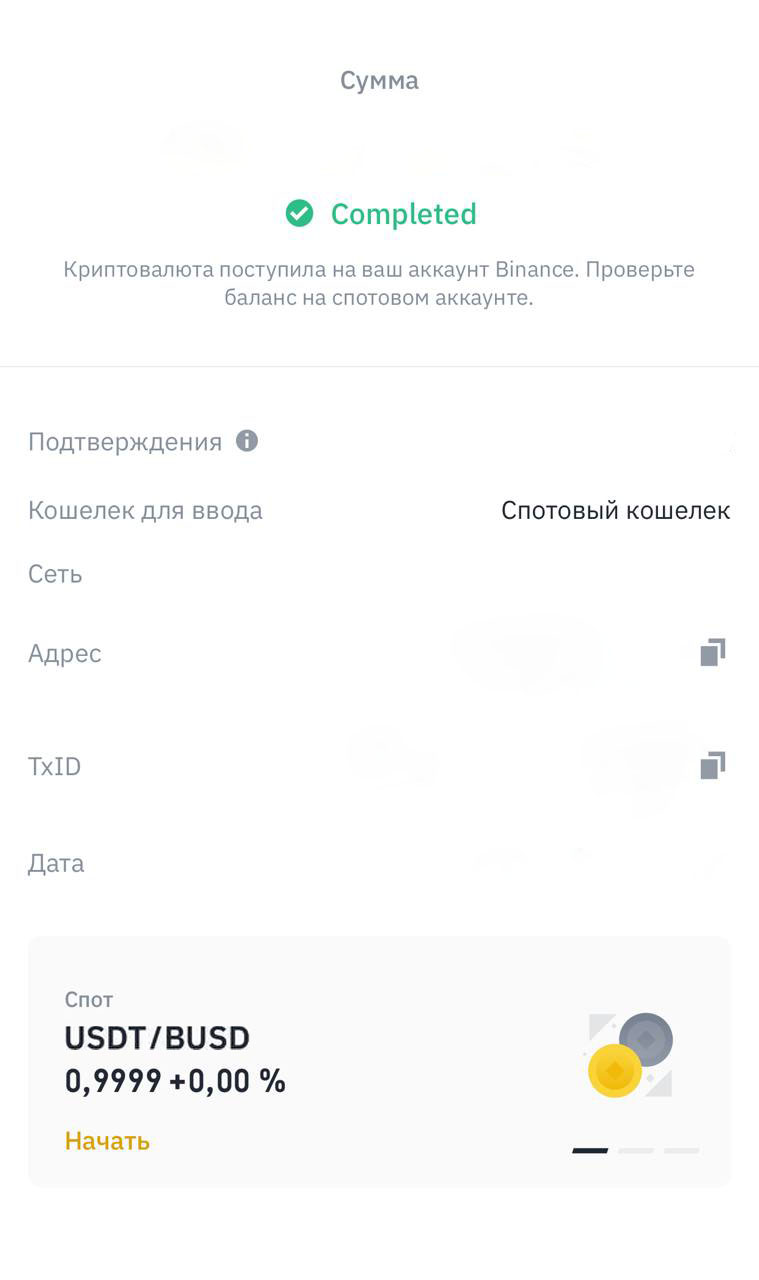 Сумма
Completed
Криптовалюта поступила на ваш аккаунт Binance. Проверьте
баланс на спотовом аккаунте.
Подтверждения
Кошелек для ввода Спотовый кошелек
Сеть
Адрес
TxID
Дата
Спот
USDT/BUSD
0,9999 +0,00 %
Начать